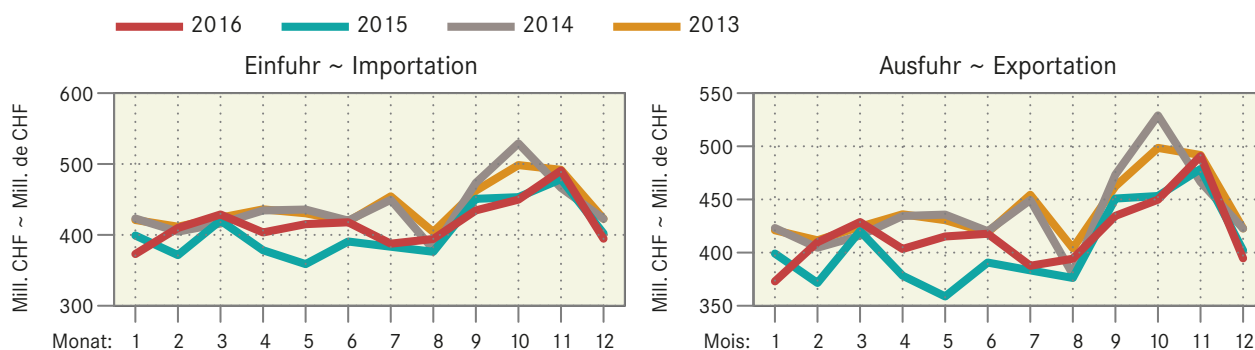 2016 2015 2014 2013
Einfuhr ~ Importation
Mill. CHF ~ Mill. de CHF
600
500
400
300
Monat: 1 2 3 4 5 6 7 8 9 10 11 12
Ausfuhr ~ Exportation
Mill. CHF ~ Mill. de CHF
550
500
450
400
350
Mois: 1 2 3 4 5 6 7 8 9 10 11 12